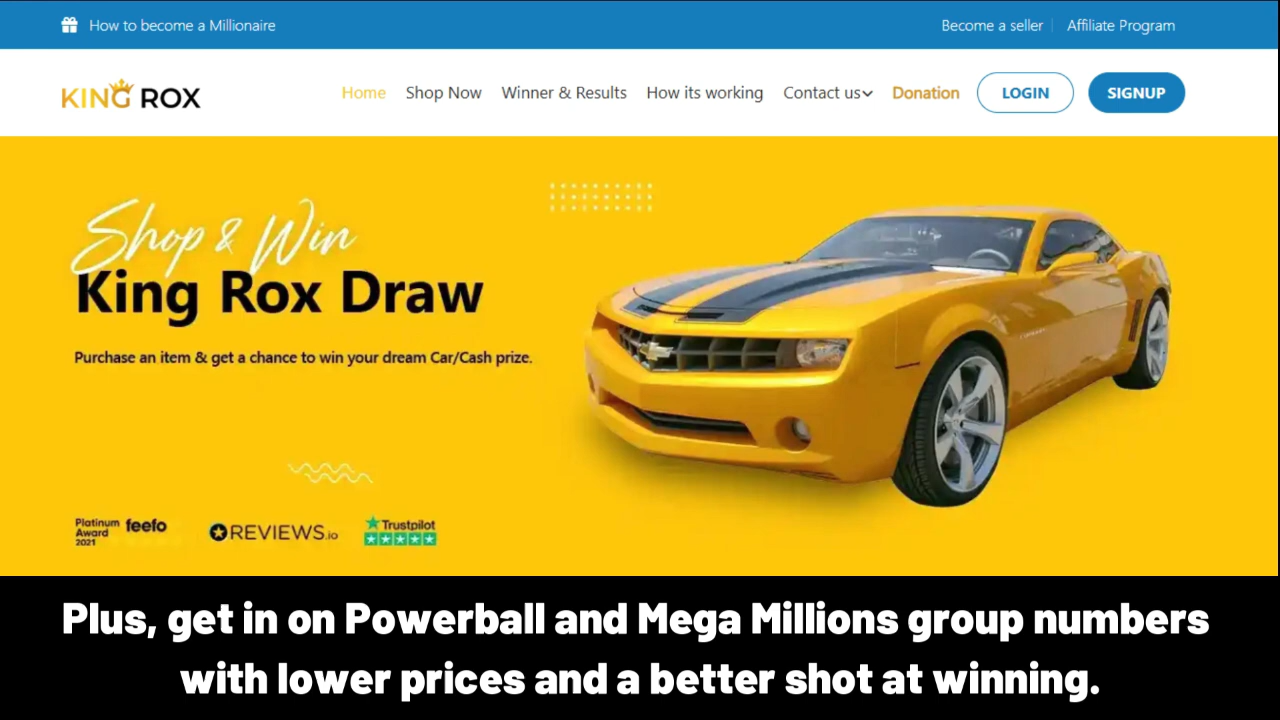 How to become a Millionaire
Become a seller
Affiliate Program
KING ROX
Home
Shop Now
Winner & Results
How its working
Contact us
Donation
LOGIN
SIGNUP
Shop & Win
King Rox Draw
Purchase an item & get a chance to win your dream Car/Cash prize.
Platinum
Award
2021
feefo
REVIEWS.io
Trustpilot
Plus, get in on Powerball and Mega Millions group numbers
with lower prices and a better shot at winning.